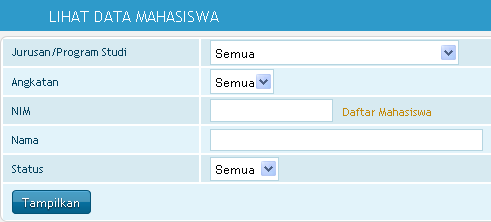 LIHAT DATA MAHASISWA
Jurusan/Program Studi Semua
Angkatan Semua
NIM Daftar Mahasiswa
Nama
Status Semua
Tampilkan